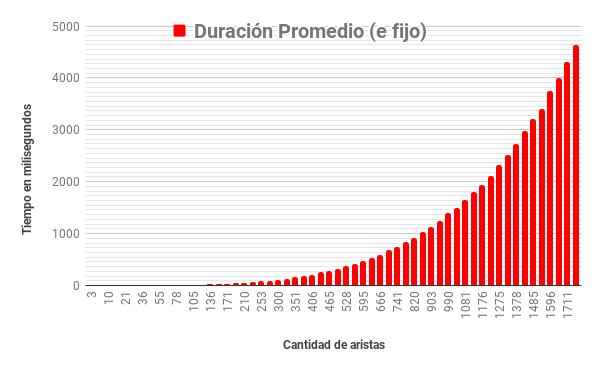 Duración Promedio (e fijo)
5000
4000
3000
2000
1000
0
Tiempo en milisegundos
3 10 21 36 55 78 105 136 171 210 253 300 351 406 465 528 595 666 741 820 903 990 1081 1176 1275 1378 1485 1596 1711
Cantidad de aristas